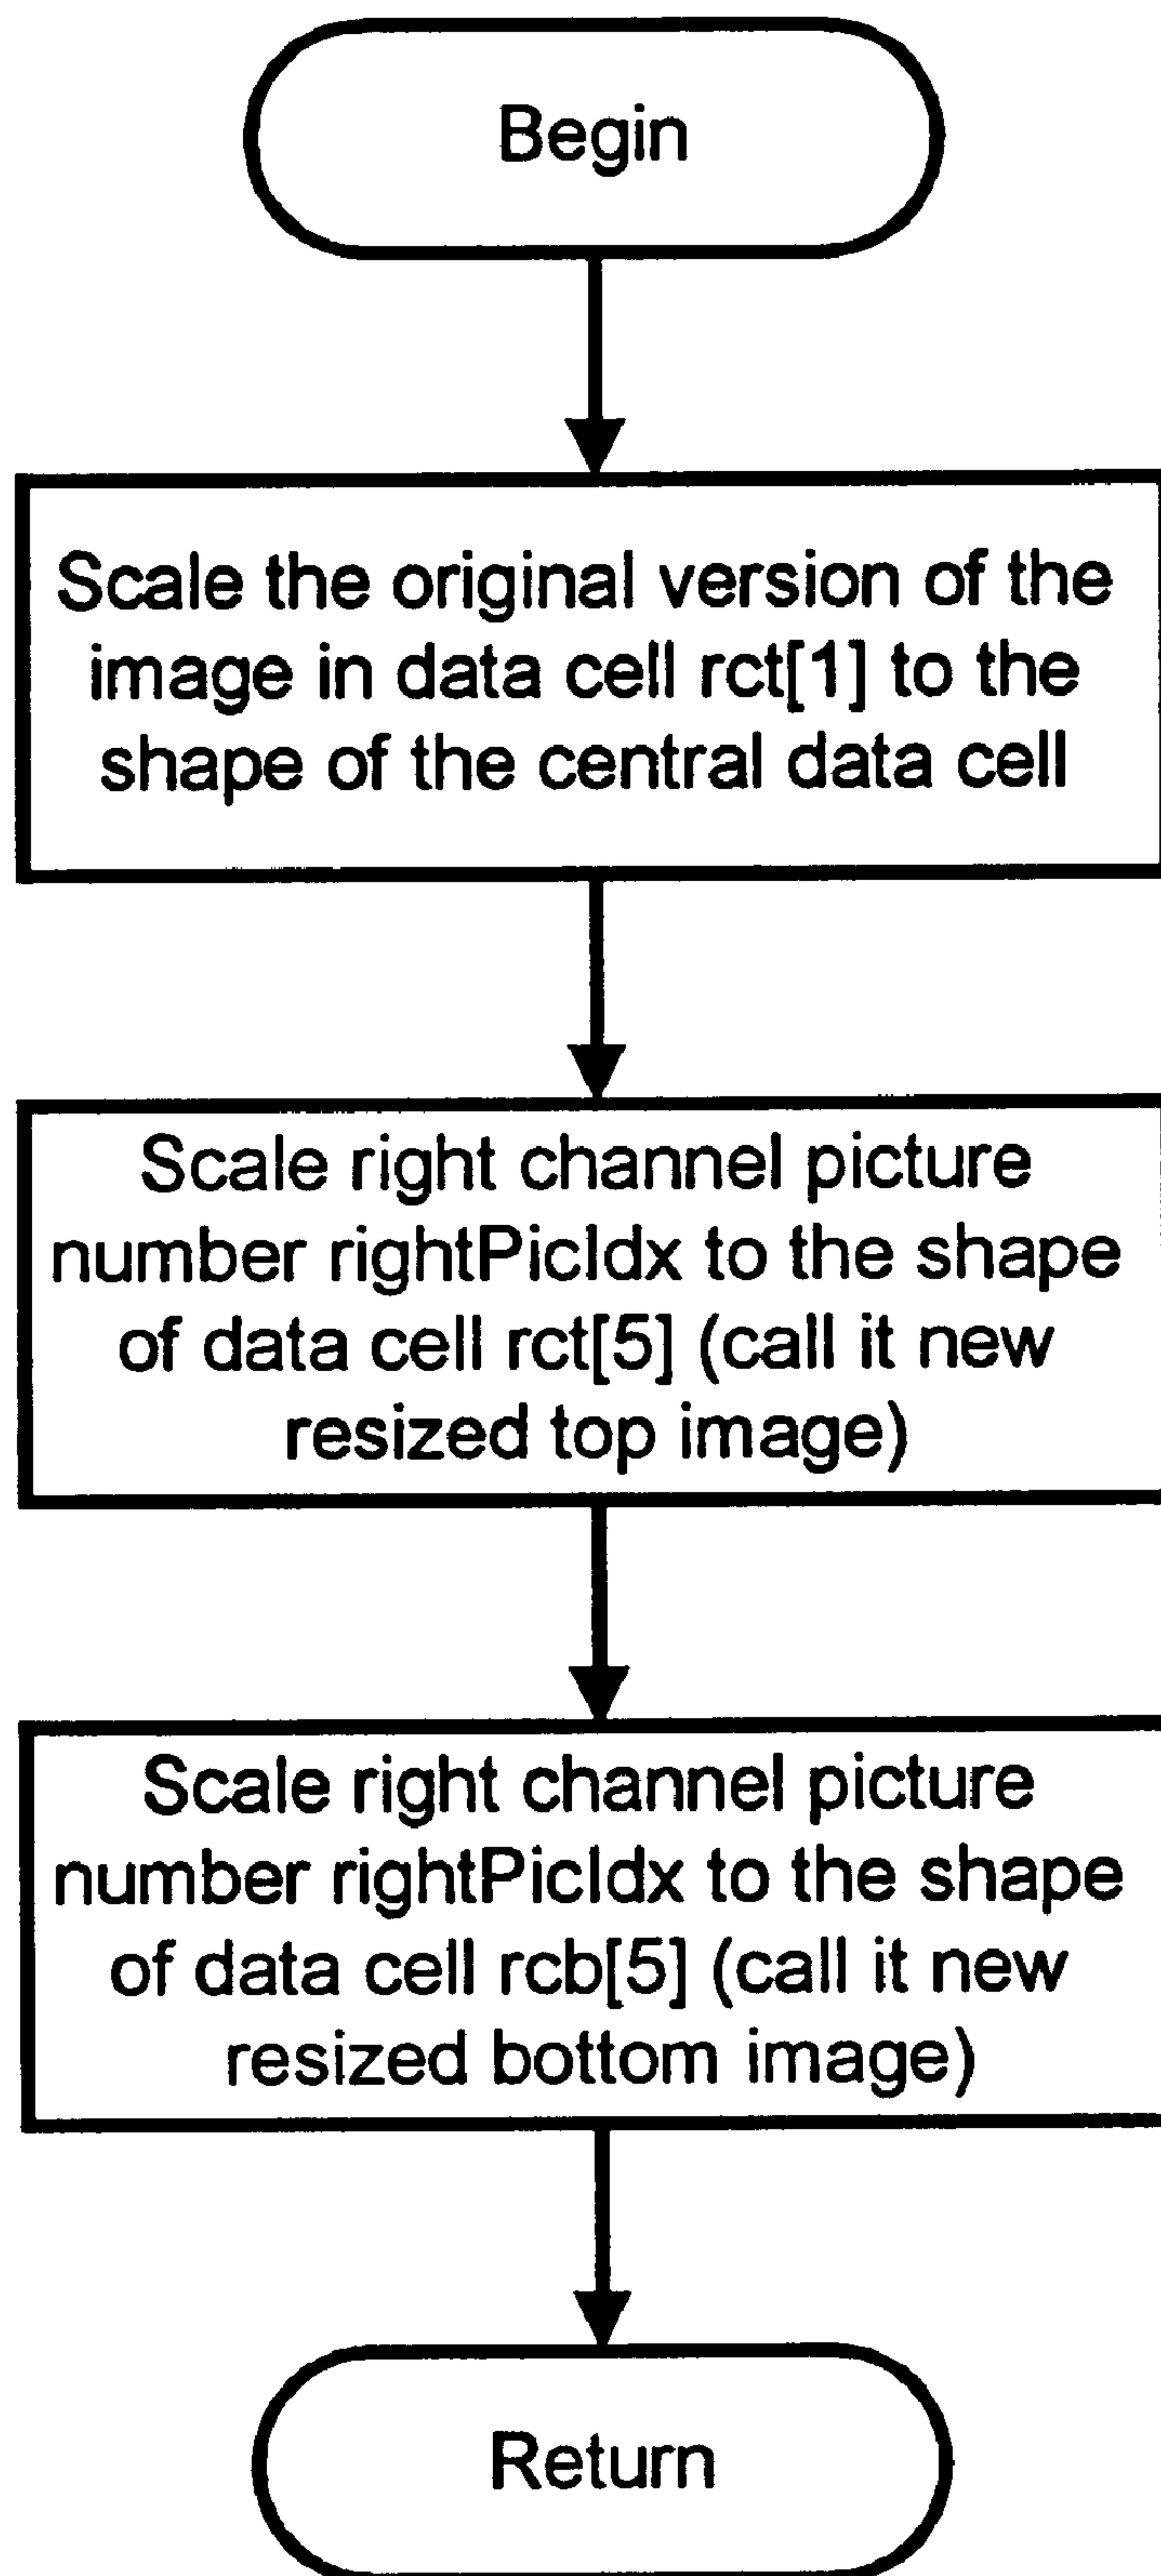 Begin
Scale the original version of the
image in data cell rct[1] to the
shape of the central data cell
Scale right channel picture
number rightPicIdx to the shape
of data cell rct[5] (call it new
resized top image)
Scale right channel picture
number rightPicIdx to the shape
of data cell rcb[5] (call it new
resized bottom image)
Return